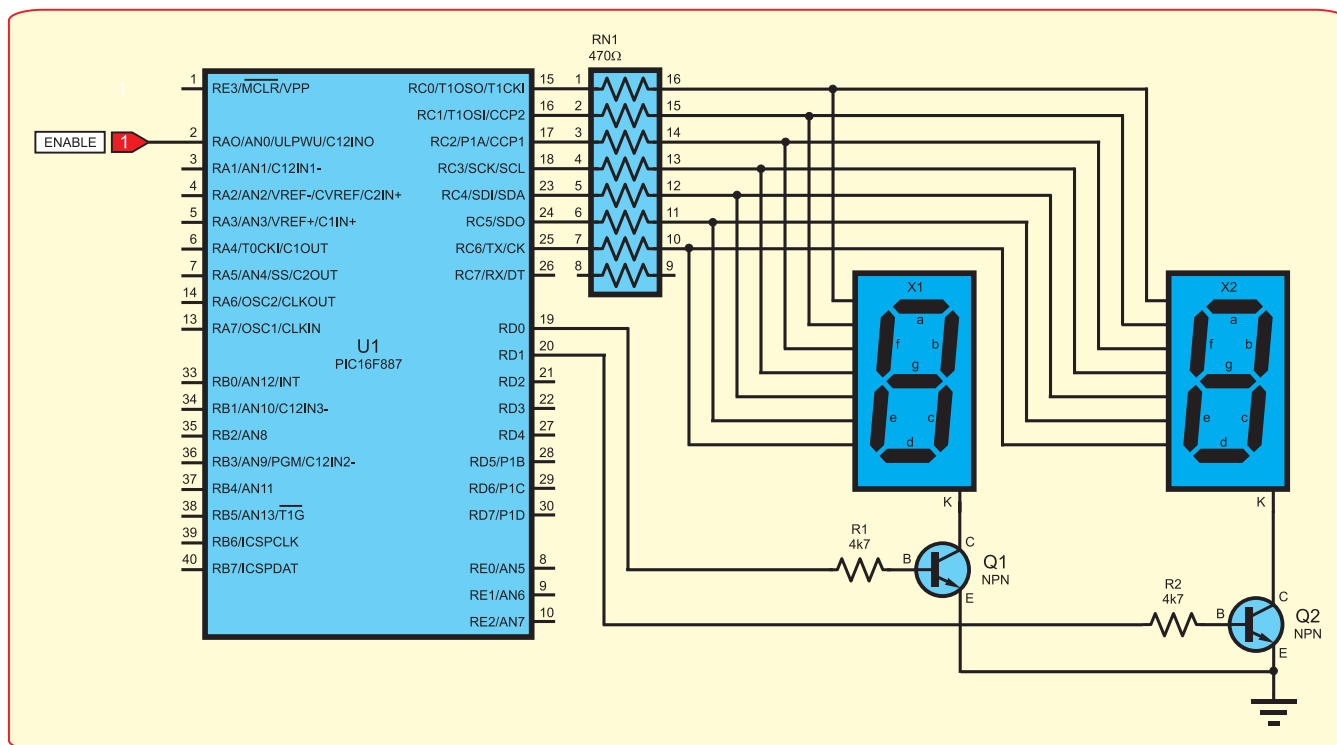 RN1
470Ω
1 RE3/MCLR/VPP
RC0/T1OSO/T1CKI 15 1 16
RC1/T1OSI/CCP2 16 2 15
ENABLE 1
2 RAO/AN0/ULPWU/C12INO
RC2/P1A/CCP1 17 3 14
3 RA1/AN1/C12IN1-
RC3/SCK/SCL 18 4 13
4 RA2/AN2/VREF-/CVREF/C2IN+
RC4/SDI/SDA 23 5 12
5 RA3/AN3/VREF+/C1IN+
RC5/SDO 24 6 11
6 RA4/T0CKI/C1OUT
RC6/TX/CK 25 7 10
7 RA5/AN4/SS/C2OUT
RC7/RX/DT 26 8 9
14 RA6/OSC2/CLKOUT
13 RA7/OSC1/CLKIN
RD0 19
U1
PIC16F887
RD1 20
33 RB0/AN12/INT
RD2 21
34 RB1/AN10/C12IN3-
RD3 22
35 RB2/AN8
RD4 27
36 RB3/AN9/PGM/C12IN2-
RD5/P1B 28
37 RB4/AN11
RD6/P1C 29
38 RB5/AN13/T1G
RD7/P1D 30
39 RB6/ICSPCLK
40 RB7/ICSPDAT
RE0/AN5 8
RE1/AN6 9
RE2/AN7 10
X1
a
f b
g
e c
d
K
X2
a
f b
g
e c
d
K
R1
4k7
B
C
E
Q1
NPN
R2
4k7
B
C
E
Q2
NPN